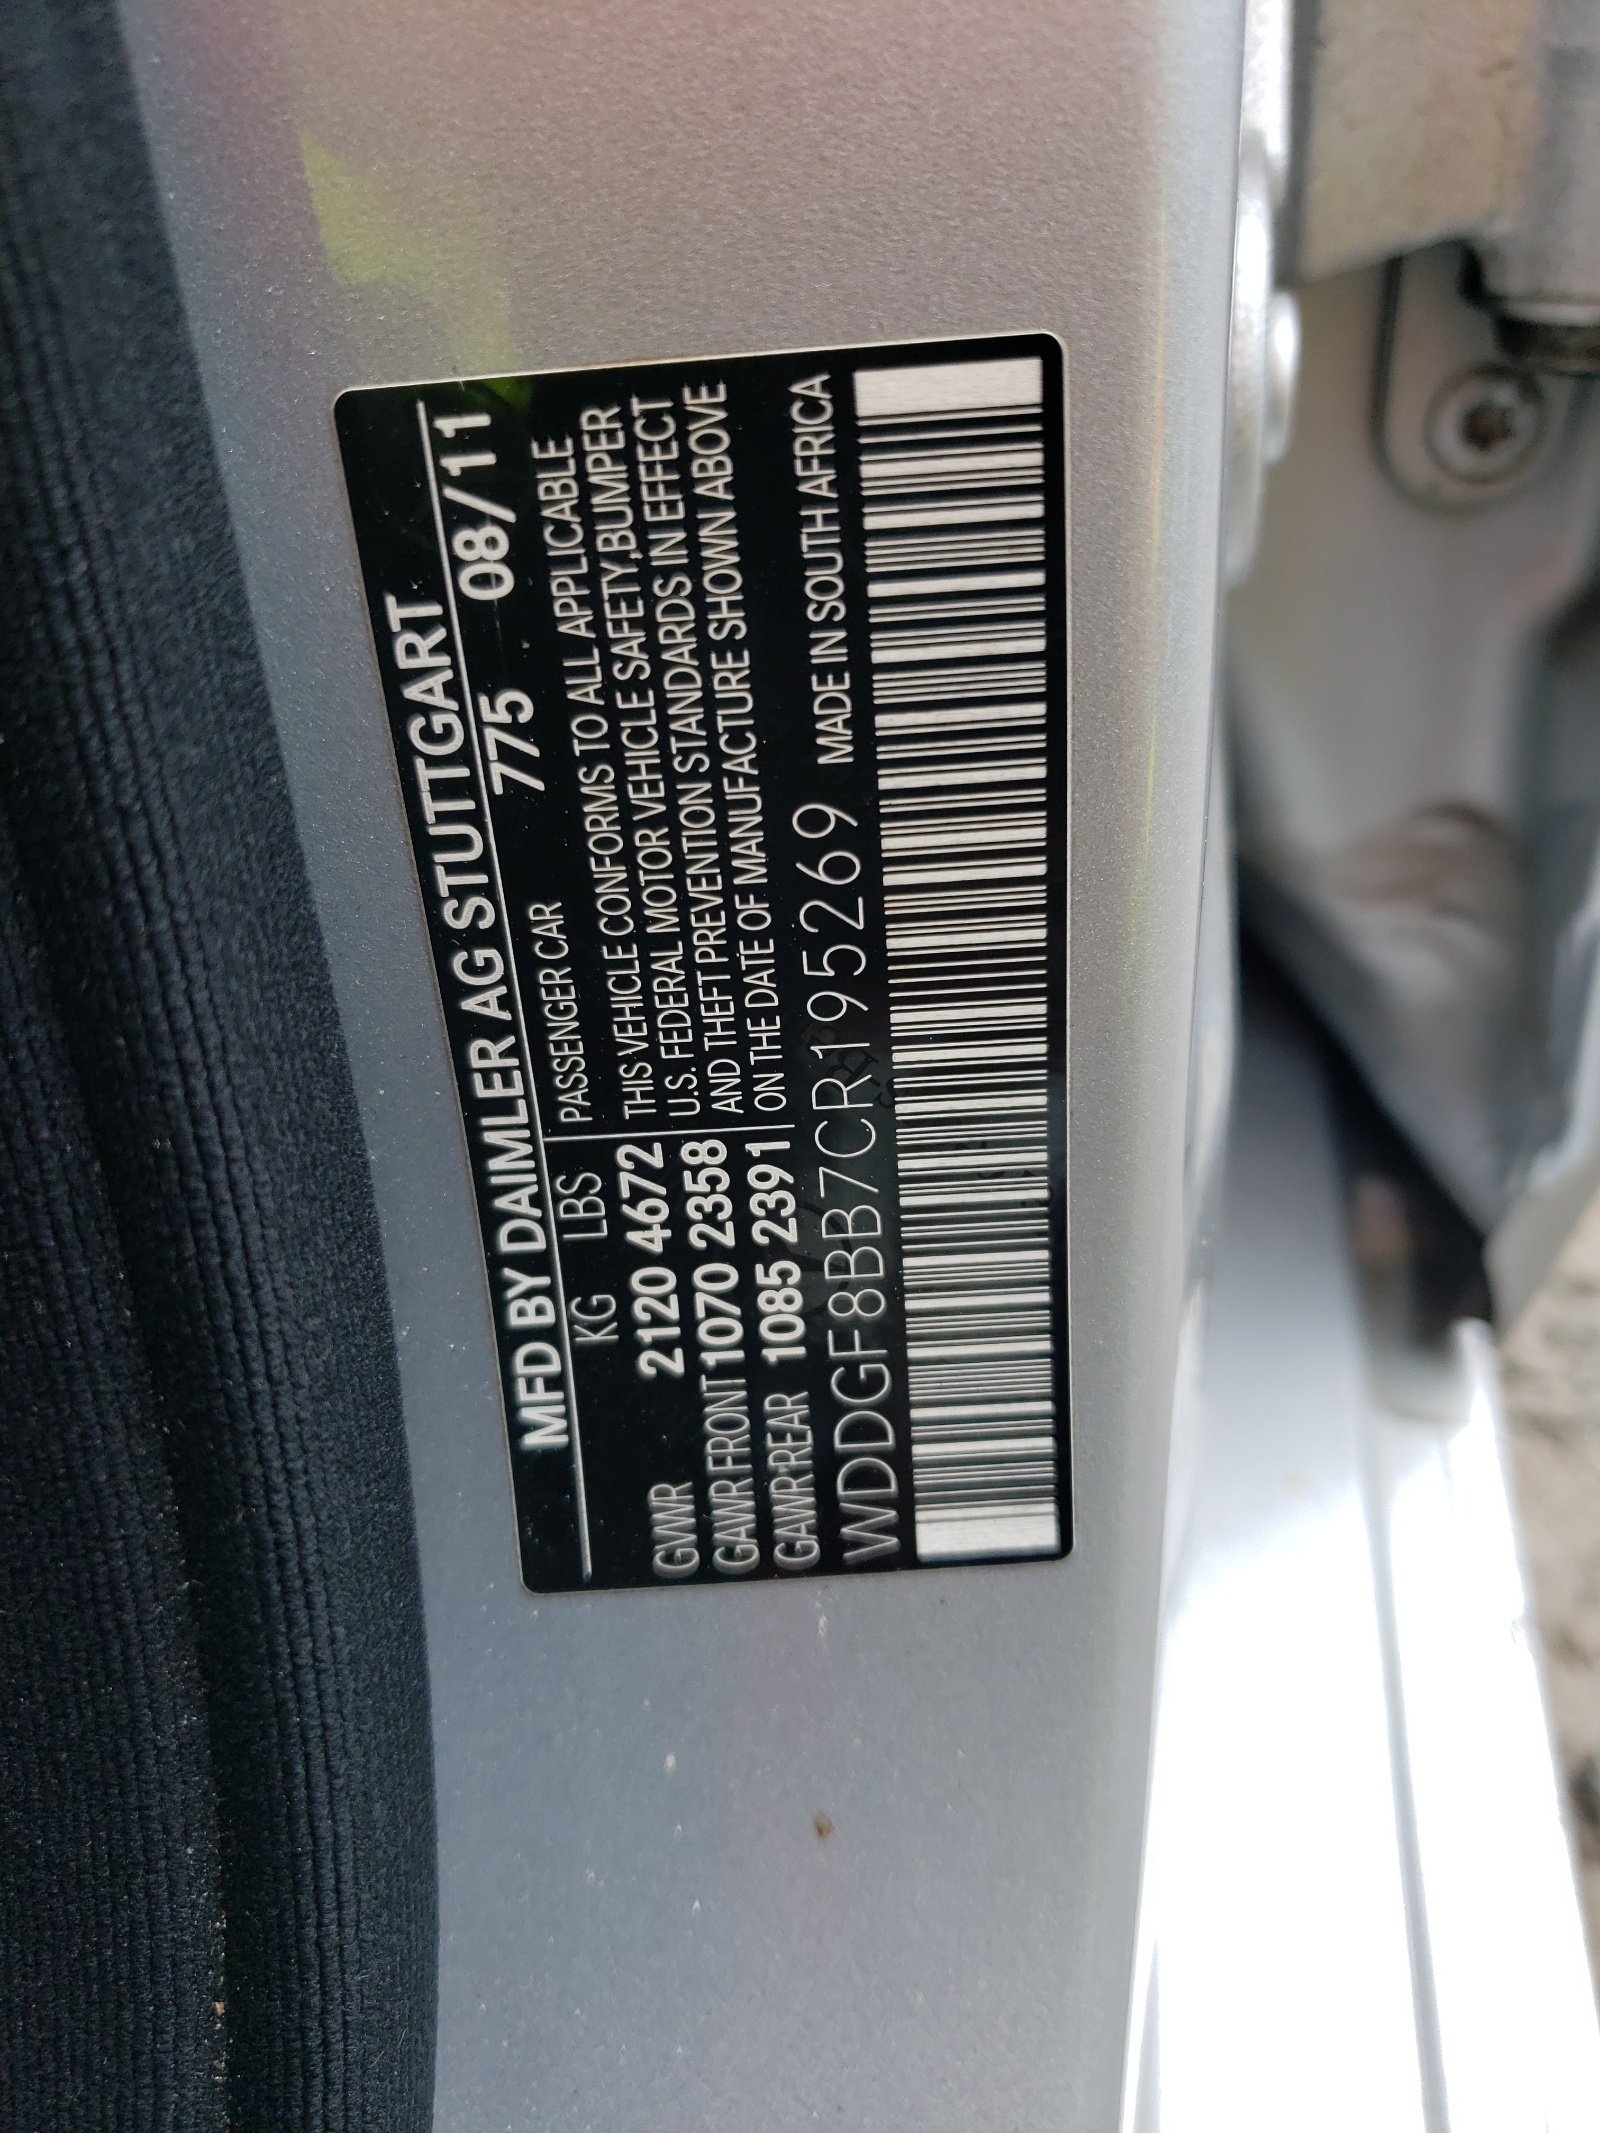 MFD BY DAIMLER AG STUTTGART
775 08/11
KG LBS PASSENGER CAR
GVWR 2120 4672 THIS VEHICLE CONFORMS TO ALL APPLICABLE
GAWR FRONT 1070 2358 U.S. FEDERAL MOTOR VEHICLE SAFETY,BUMPER
GAWR REAR 1085 2391 AND THEFT PREVENTION STANDARDS IN EFFECT
ON THE DATE OF MANUFACTURE SHOWN ABOVE
WDDGF8BB7CR195269 MADE IN SOUTH AFRICA